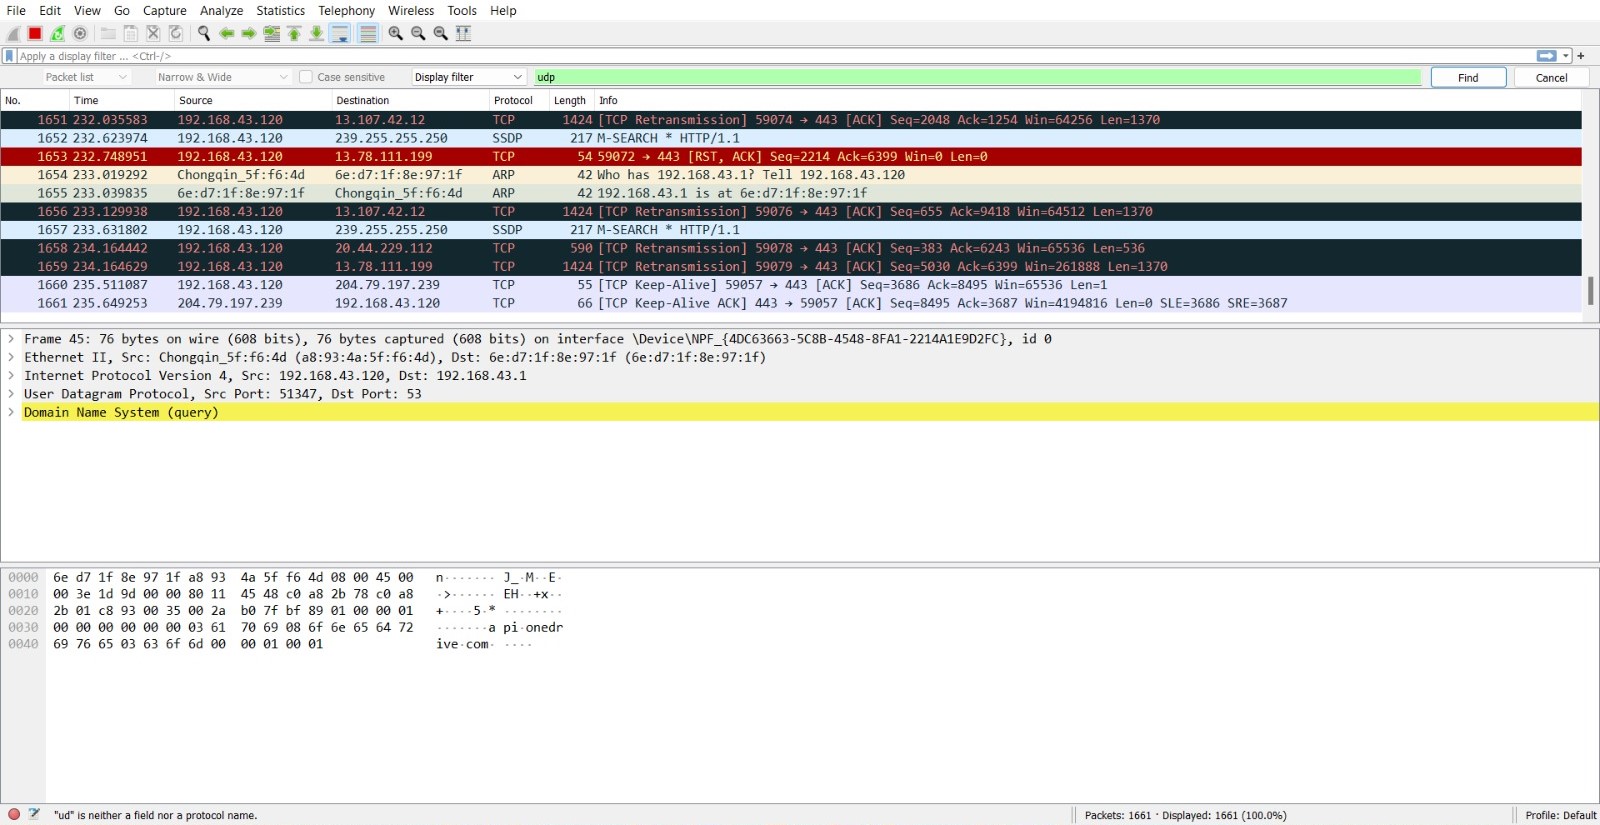 File Edit View Go Capture Analyze Statistics Telephony Wireless Tools Help
Apply a display filter ... <Ctrl-/>
Packet list Narrow & Wide Case sensitive Display filter udp Find Cancel
No. Time Source Destination Protocol Length Info
1651 232.035583 192.168.43.120 13.107.42.12 TCP 1424 [TCP Retransmission] 59074 → 443 [ACK] Seq=2048 Ack=1254 Win=64256 Len=1370
1652 232.623974 192.168.43.120 239.255.255.250 SSDP 217 M-SEARCH * HTTP/1.1
1653 232.748951 192.168.43.120 13.78.111.199 TCP 54 59072 → 443 [RST, ACK] Seq=2214 Ack=6399 Win=0 Len=0
1654 233.019292 Chongqin_5f:f6:4d 6e:d7:1f:8e:97:1f ARP 42 Who has 192.168.43.1? Tell 192.168.43.120
1655 233.039835 6e:d7:1f:8e:97:1f Chongqin_5f:f6:4d ARP 42 192.168.43.1 is at 6e:d7:1f:8e:97:1f
1656 233.129938 192.168.43.120 13.107.42.12 TCP 1424 [TCP Retransmission] 59076 → 443 [ACK] Seq=655 Ack=9418 Win=64512 Len=1370
1657 233.631802 192.168.43.120 239.255.255.250 SSDP 217 M-SEARCH * HTTP/1.1
1658 234.164442 192.168.43.120 20.44.229.112 TCP 590 [TCP Retransmission] 59078 → 443 [ACK] Seq=383 Ack=6243 Win=65536 Len=536
1659 234.164629 192.168.43.120 13.78.111.199 TCP 1424 [TCP Retransmission] 59079 → 443 [ACK] Seq=5030 Ack=6399 Win=261888 Len=1370
1660 235.511087 192.168.43.120 204.79.197.239 TCP 55 [TCP Keep-Alive] 59057 → 443 [ACK] Seq=3686 Ack=8495 Win=65536 Len=1
1661 235.649253 204.79.197.239 192.168.43.120 TCP 66 [TCP Keep-Alive ACK] 443 → 59057 [ACK] Seq=8495 Ack=3687 Win=4194816 Len=0 SLE=3686 SRE=3687
Frame 45: 76 bytes on wire (608 bits), 76 bytes captured (608 bits) on interface \Device\NPF_{4DC63663-5C8B-4548-8FA1-2214A1E9D2FC}, id 0
Ethernet II, Src: Chongqin_5f:f6:4d (a8:93:4a:5f:f6:4d), Dst: 6e:d7:1f:8e:97:1f (6e:d7:1f:8e:97:1f)
Internet Protocol Version 4, Src: 192.168.43.120, Dst: 192.168.43.1
User Datagram Protocol, Src Port: 51347, Dst Port: 53
Domain Name System (query)
0000 6e d7 1f 8e 97 1f a8 93 4a 5f f6 4d 08 00 45 00 n······· J_·M··E·
0010 00 3e 1d 9d 00 00 80 11 45 48 c0 a8 2b 78 c0 a8 ·>······ EH··+x··
0020 2b 01 c8 93 00 35 00 2a b0 7f bf 89 01 00 00 01 +····5·* ········
0030 00 00 00 00 00 00 03 61 70 69 08 6f 6e 65 64 72 ·······a pi·onedr
0040 69 76 65 03 63 6f 6d 00 00 01 00 01 ive·com· ····
"ud" is neither a field nor a protocol name. Packets: 1661 · Displayed: 1661 (100.0%) Profile: Default